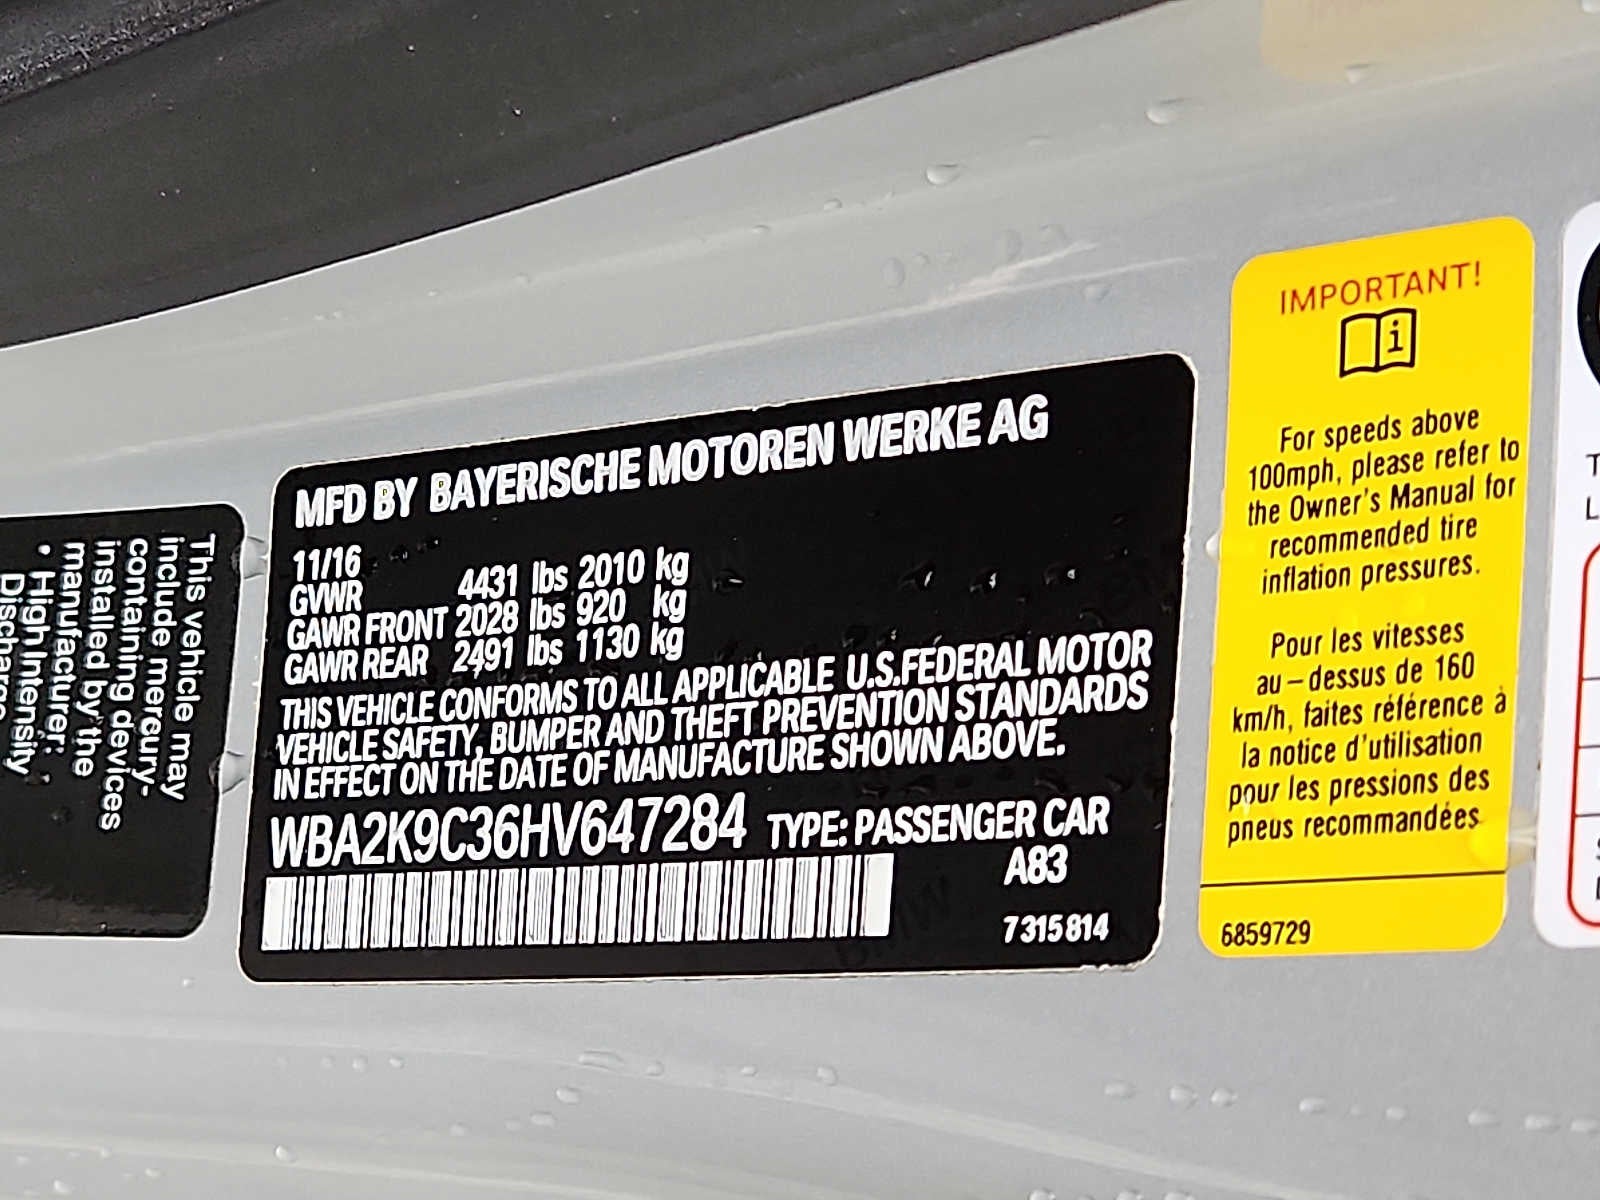 This vehicle may
include mercury-
containing devices
installed by the
manufacturer:
• High Intensity
Discharge
MFD BY BAYERISCHE MOTOREN WERKE AG
11/16
GVWR 4431 lbs 2010 kg
GAWR FRONT 2028 lbs 920 kg
GAWR REAR 2491 lbs 1130 kg
THIS VEHICLE CONFORMS TO ALL APPLICABLE U.S.FEDERAL MOTOR
VEHICLE SAFETY, BUMPER AND THEFT PREVENTION STANDARDS
IN EFFECT ON THE DATE OF MANUFACTURE SHOWN ABOVE.
WBA2K9C36HV647284 TYPE: PASSENGER CAR
A83
7315814
IMPORTANT!
i
For speeds above
100mph, please refer to
the Owner's Manual for
recommended tire
inflation pressures.
Pour les vitesses
au-dessus de 160
km/h, faites référence à
la notice d'utilisation
pour les pressions des
pneus recommandées
6859729